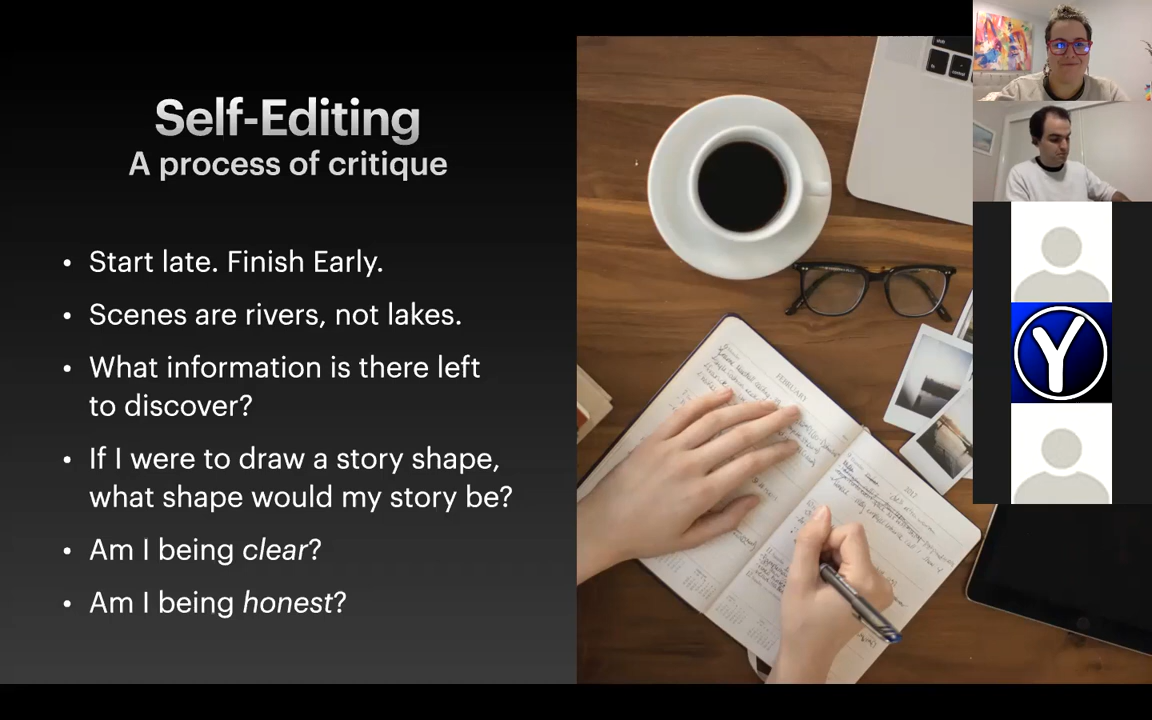 Self-Editing
A process of critique
• Start late. Finish Early.
• Scenes are rivers, not lakes.
• What information is there left
to discover?
• If I were to draw a story shape,
what shape would my story be?
• Am I being clear?
• Am I being honest?
FEBRUARY
2017
Y